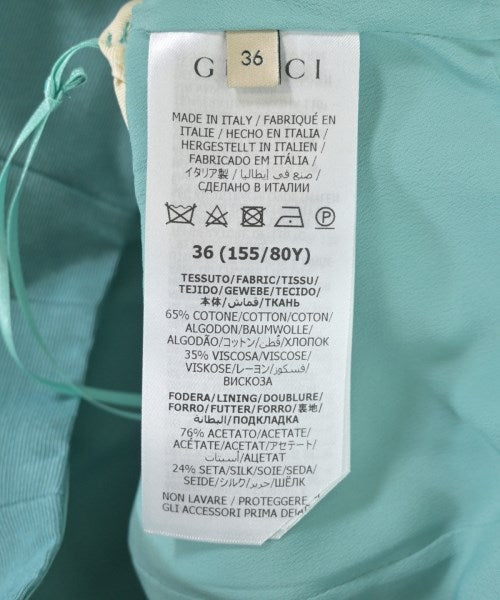 36
G CI
MADE IN ITALY / FABRIQUÉ EN
ITALIE / HECHO EN ITALIA /
HERGESTELLT IN ITALIEN /
FABRICADO EM ITÁLIA /
イタリア製 / صنع في إيطاليا /
СДЕЛАНО В ИТАЛИИ
P
36 (155/80Y)
TESSUTO/FABRIC/TISSU/
TEJIDO/GEWEBE/TECIDO/
本体/قماش/ТКАНЬ
65% COTONE/COTTON/COTON/
ALGODON/BAUMWOLLE/
ALGODÃO/コットン/قطن/ХЛОПОК
35% VISCOSA/VISCOSE/
VISKOSE/レーヨン/فسكوز/
ВИСКОЗА
FODERA/LINING/DOUBLURE/
FORRO/FUTTER/FORRO/裏地/
البطانة/ПОДКЛАДКА
76% ACETATO/ACETATE/
ACÉTATE/ACETAT/アセテート/
أسيتات/АЦЕТАТ
24% SETA/SILK/SOIE/SEDA/
SEIDE/シルク/حرير/ШЁЛК
NON LAVARE / PROTEGGERE
GLI ACCESSORI PRIMA DEL